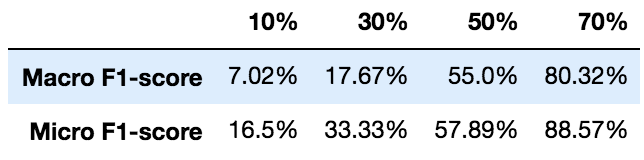 10% 30% 50% 70%
Macro F1-score 7.02% 17.67% 55.0% 80.32%
Micro F1-score 16.5% 33.33% 57.89% 88.57%